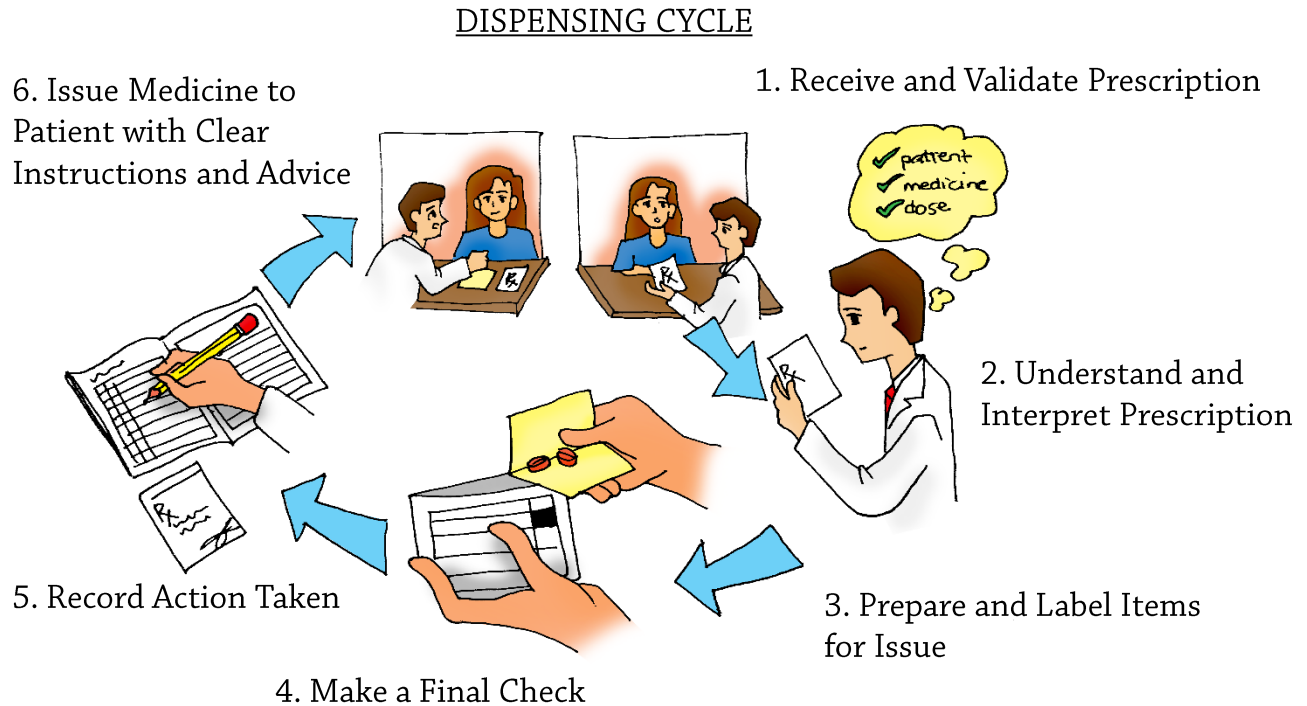 DISPENSING CYCLE
1. Receive and Validate Prescription
patient
medicine
dose
2. Understand and
Interpret Prescription
3. Prepare and Label Items
for Issue
4. Make a Final Check
5. Record Action Taken
6. Issue Medicine to
Patient with Clear
Instructions and Advice
℞
℞
℞
℞